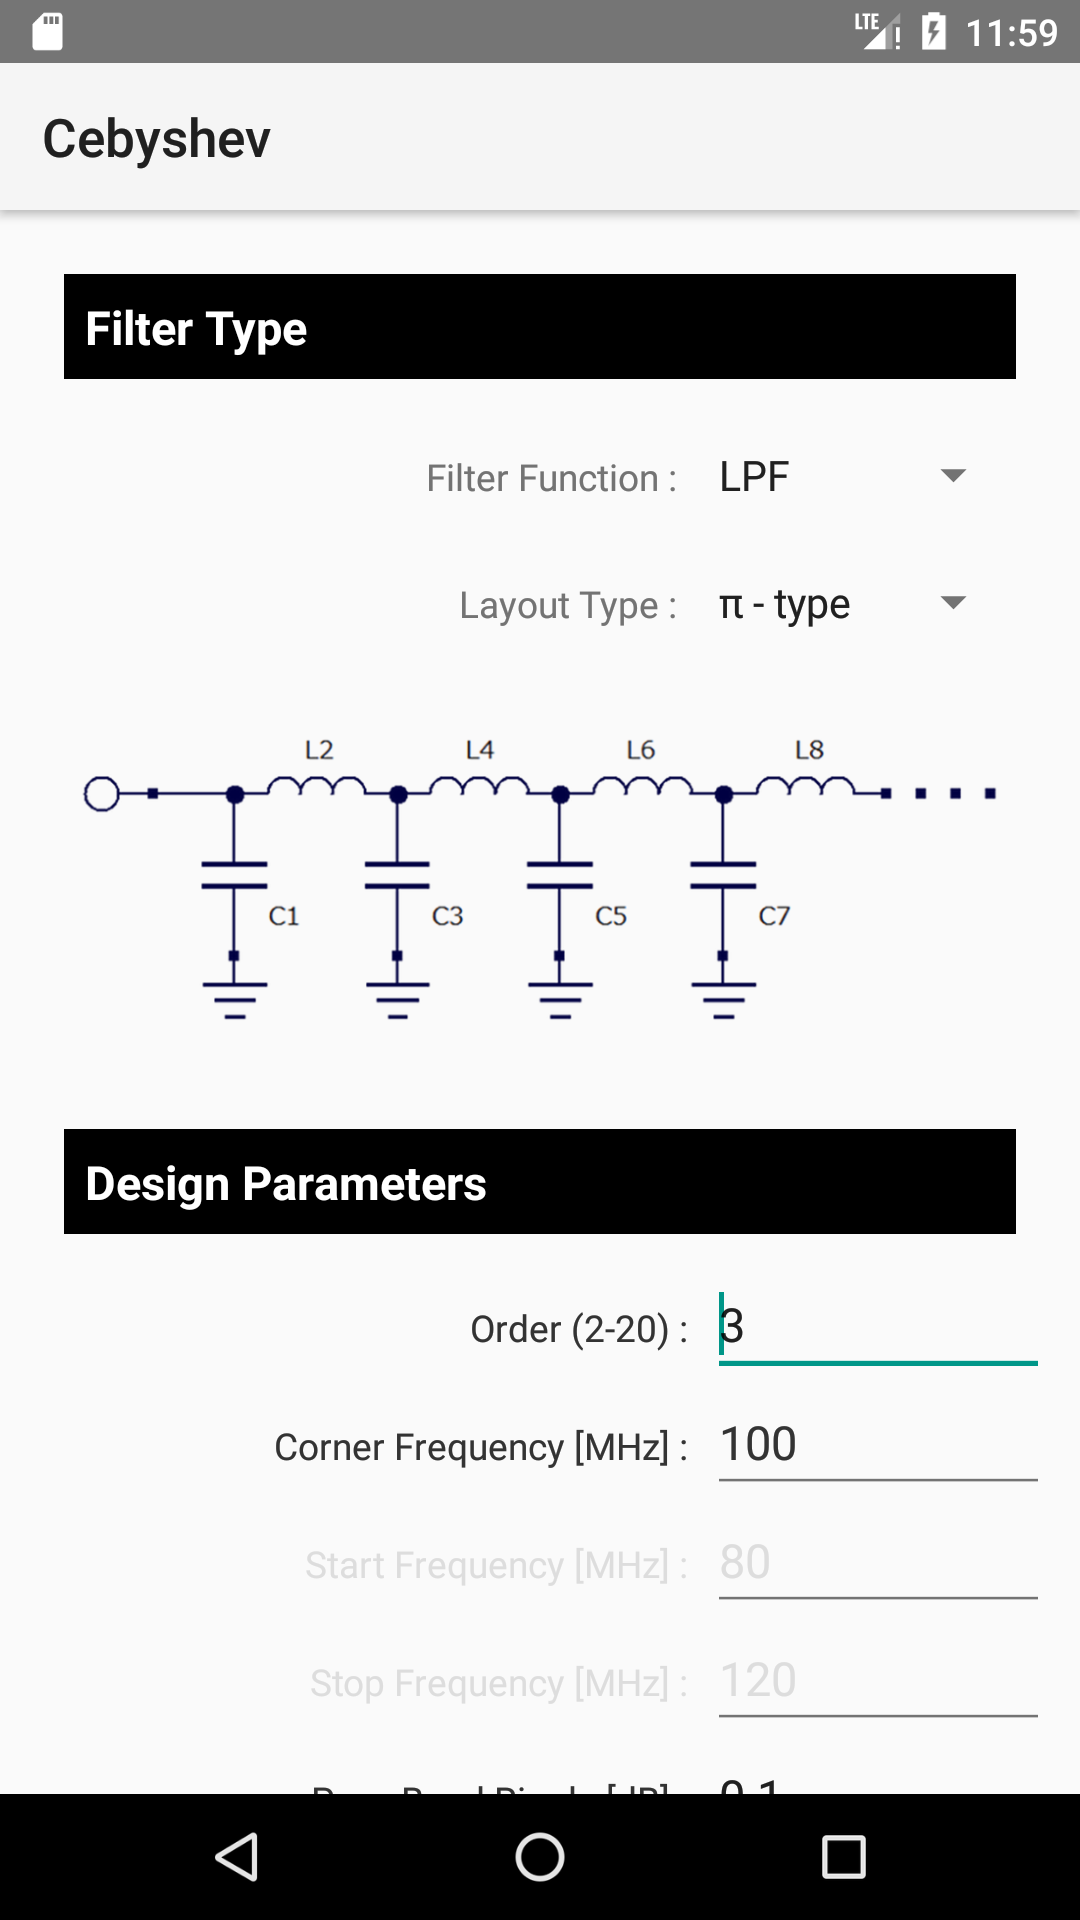 LTE 11:59
Cebyshev
Filter Type
Filter Function : LPF
Layout Type : π - type
L2 L4 L6 L8
C1 C3 C5 C7
Design Parameters
Order (2-20) : 3
Corner Frequency [MHz] : 100
Start Frequency [MHz] : 80
Stop Frequency [MHz] : 120